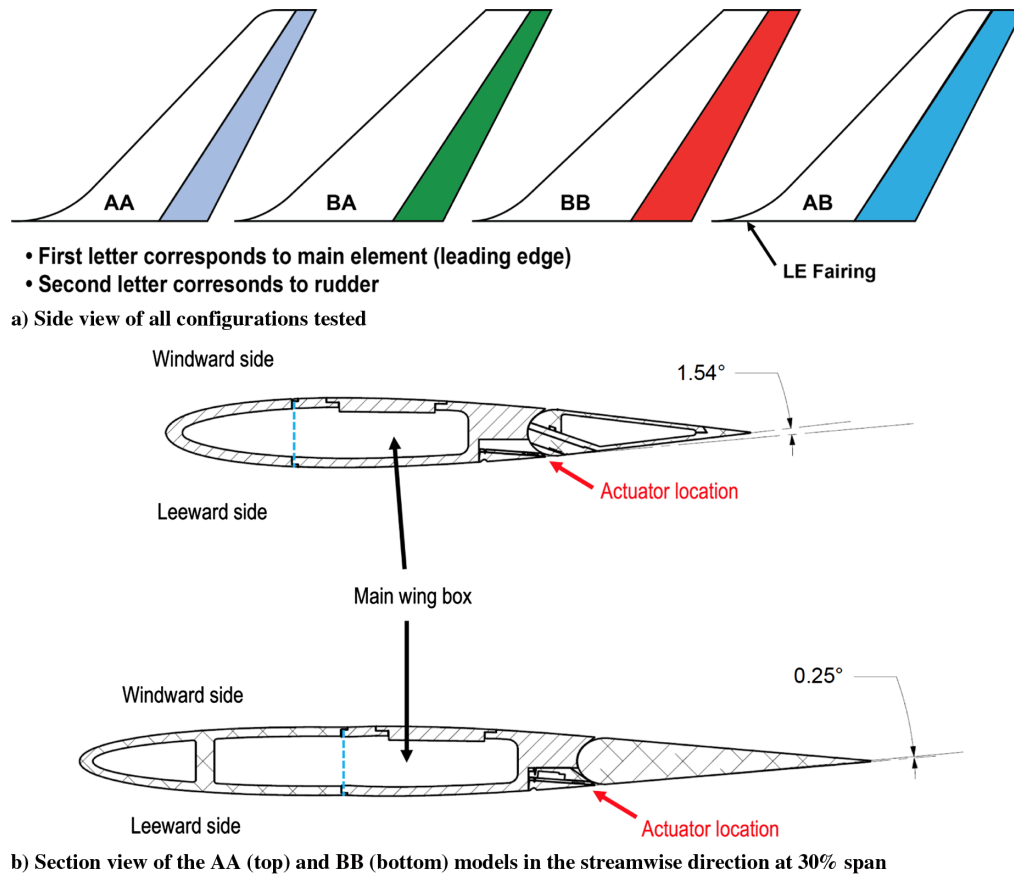 AA
BA
BB
AB
LE Fairing
• First letter corresponds to main element (leading edge)
• Second letter corresonds to rudder
a) Side view of all configurations tested
Windward side
1.54°
Leeward side
Actuator location
Main wing box
Windward side
0.25°
Leeward side
Actuator location
b) Section view of the AA (top) and BB (bottom) models in the streamwise direction at 30% span